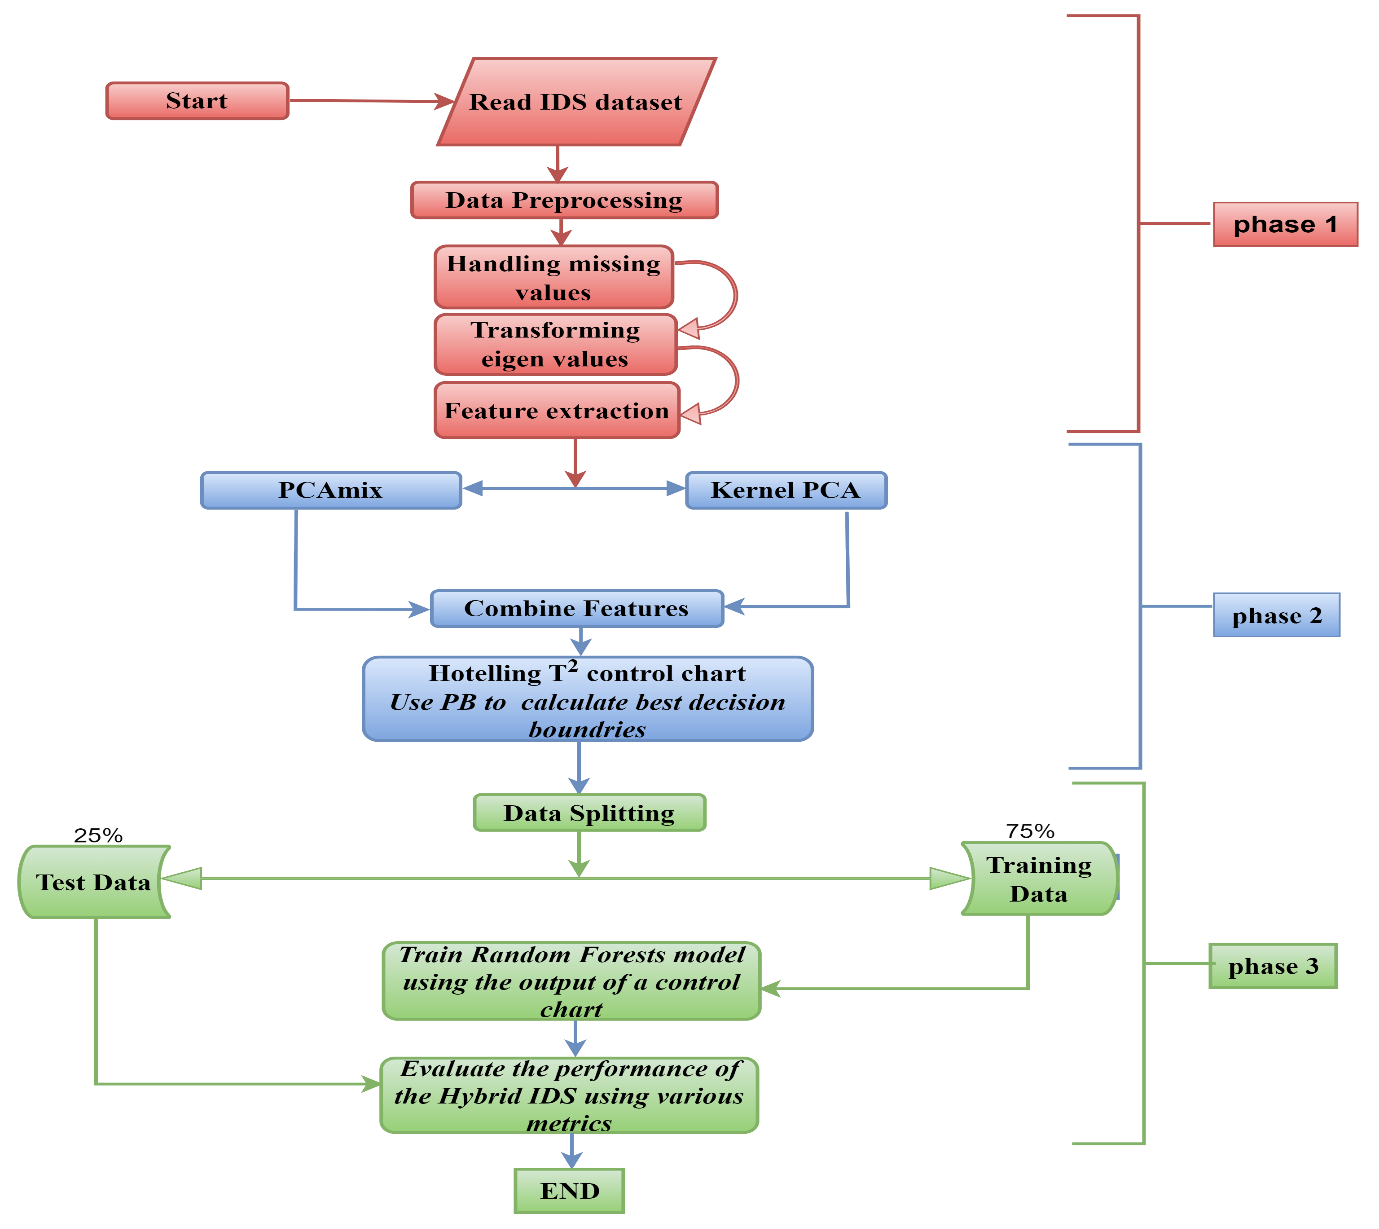 Start
Read IDS dataset
Data Preprocessing
Handling missing
values
Transforming
eigen values
Feature extraction
phase 1
PCAmix
Kernel PCA
Combine Features
Hotelling T² control chart
Use PB to calculate best decision
boundries
phase 2
Data Splitting
25%
75%
Test Data
Training
Data
Train Random Forests model
using the output of a control
chart
phase 3
Evaluate the performance of
the Hybrid IDS using various
metrics
END